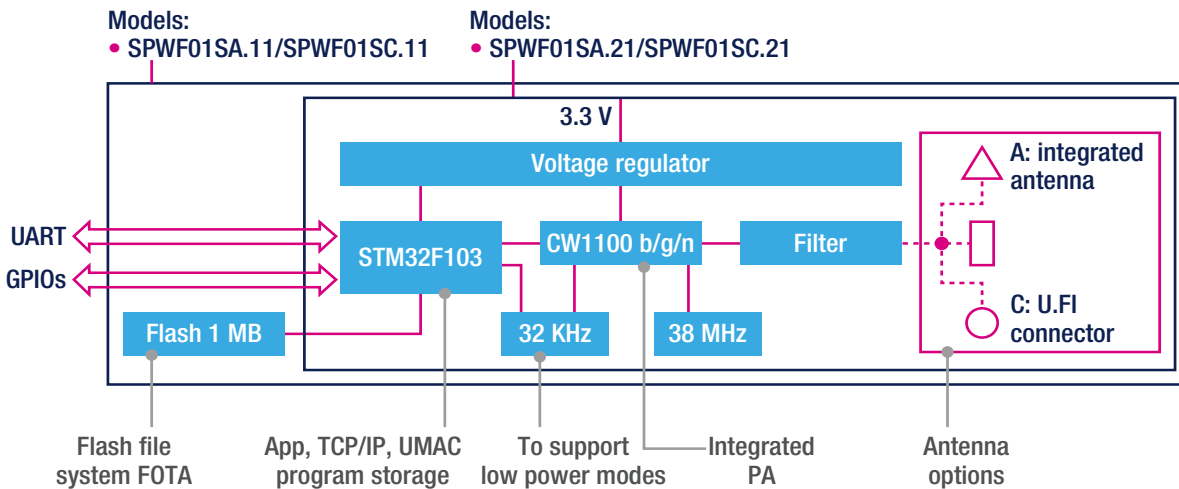 Models:
• SPWF01SA.11/SPWF01SC.11
Models:
• SPWF01SA.21/SPWF01SC.21
3.3 V
Voltage regulator
A: integrated
antenna
UART
GPIOs
STM32F103
CW1100 b/g/n
Filter
C: U.Fl
connector
Flash 1 MB
32 KHz
38 MHz
Flash file
system FOTA
App, TCP/IP, UMAC
program storage
To support
low power modes
Integrated
PA
Antenna
options